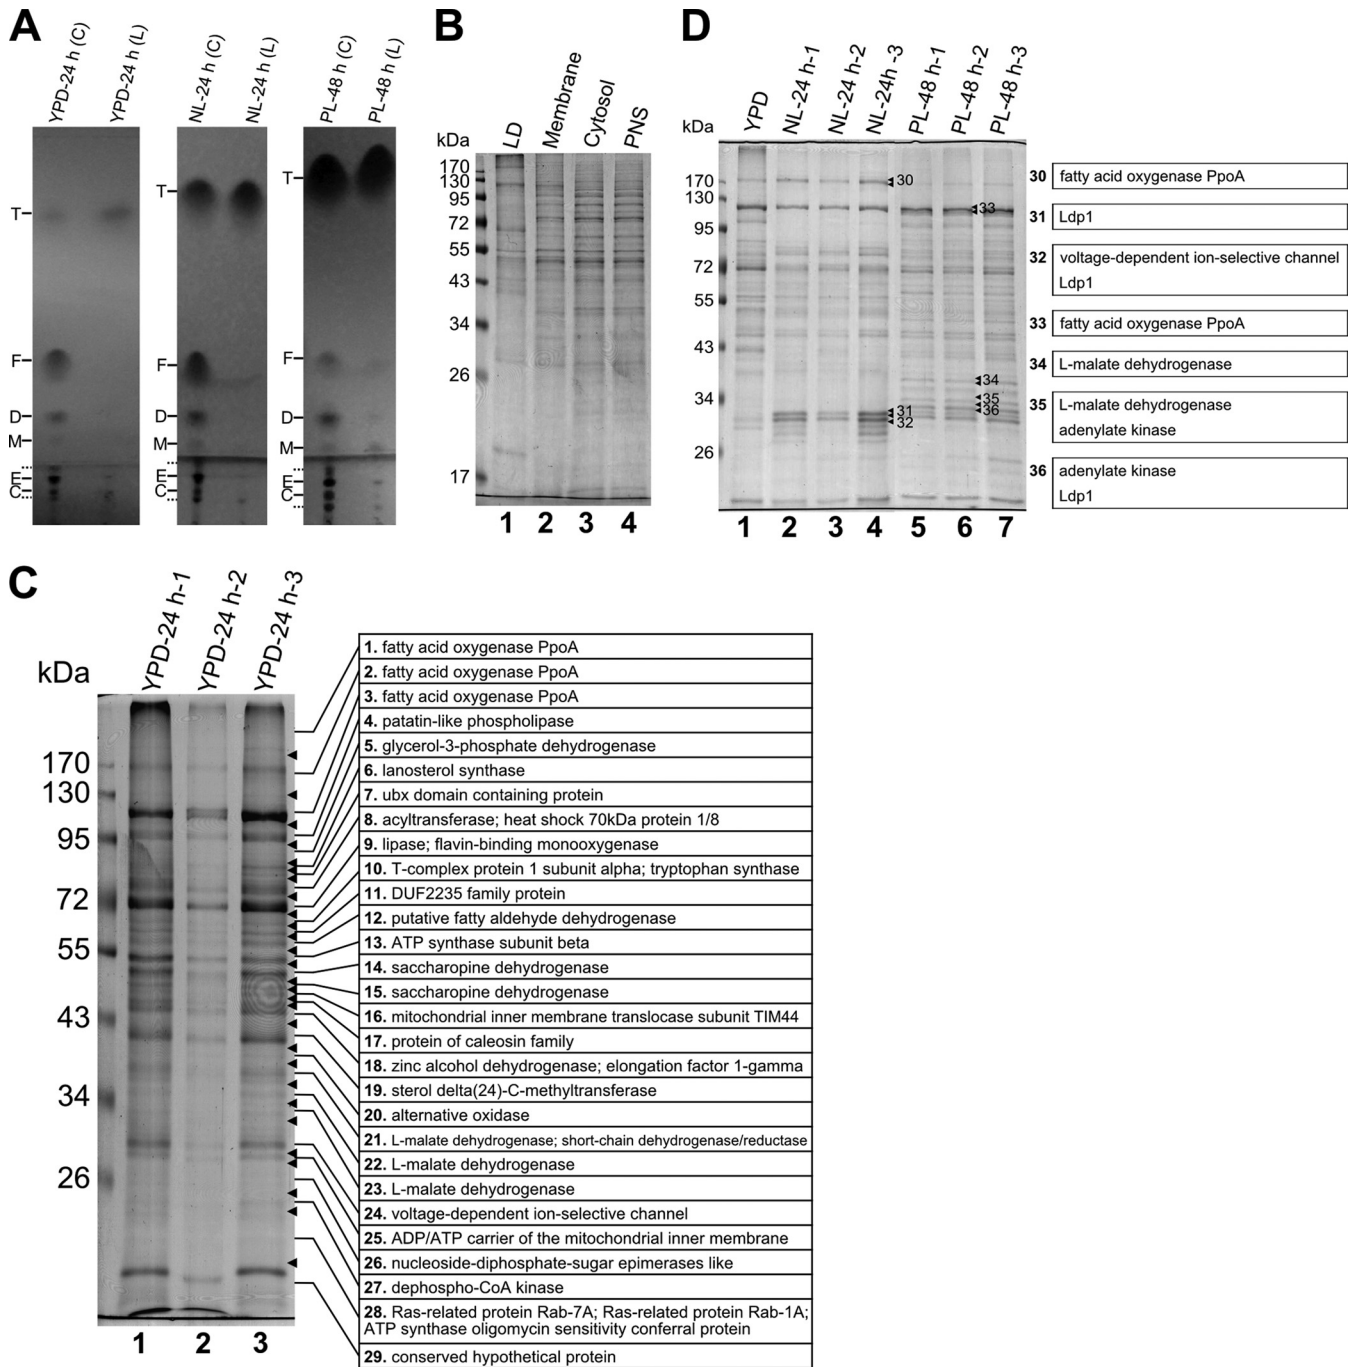 A
YPD-24 h (C)
YPD-24 h (L)
NL-24 h (C)
NL-24 h (L)
PL-48 h (C)
PL-48 h (L)
T
F
D
M
E
C
T
F
D
M
E
C
T
F
D
M
E
C
B
kDa
LD
Membrane
Cytosol
PNS
170
130
95
72
55
43
34
26
17
1 2 3 4
D
kDa
YPD
NL-24 h-1
NL-24 h-2
NL-24h -3
PL-48 h-1
PL-48 h-2
PL-48 h-3
170
130
95
72
55
43
34
26
30
33
34
35
36
31
32
1 2 3 4 5 6 7
30 fatty acid oxygenase PpoA
31 Ldp1
32 voltage-dependent ion-selective channel
Ldp1
33 fatty acid oxygenase PpoA
34 L-malate dehydrogenase
35 L-malate dehydrogenase
adenylate kinase
36 adenylate kinase
Ldp1
C
kDa
YPD-24 h-1
YPD-24 h-2
YPD-24 h-3
170
130
95
72
55
43
34
26
1 2 3
1. fatty acid oxygenase PpoA
2. fatty acid oxygenase PpoA
3. fatty acid oxygenase PpoA
4. patatin-like phospholipase
5. glycerol-3-phosphate dehydrogenase
6. lanosterol synthase
7. ubx domain containing protein
8. acyltransferase; heat shock 70kDa protein 1/8
9. lipase; flavin-binding monooxygenase
10. T-complex protein 1 subunit alpha; tryptophan synthase
11. DUF2235 family protein
12. putative fatty aldehyde dehydrogenase
13. ATP synthase subunit beta
14. saccharopine dehydrogenase
15. saccharopine dehydrogenase
16. mitochondrial inner membrane translocase subunit TIM44
17. protein of caleosin family
18. zinc alcohol dehydrogenase; elongation factor 1-gamma
19. sterol delta(24)-C-methyltransferase
20. alternative oxidase
21. L-malate dehydrogenase; short-chain dehydrogenase/reductase
22. L-malate dehydrogenase
23. L-malate dehydrogenase
24. voltage-dependent ion-selective channel
25. ADP/ATP carrier of the mitochondrial inner membrane
26. nucleoside-diphosphate-sugar epimerases like
27. dephospho-CoA kinase
28. Ras-related protein Rab-7A; Ras-related protein Rab-1A;
ATP synthase oligomycin sensitivity conferral protein
29. conserved hypothetical protein